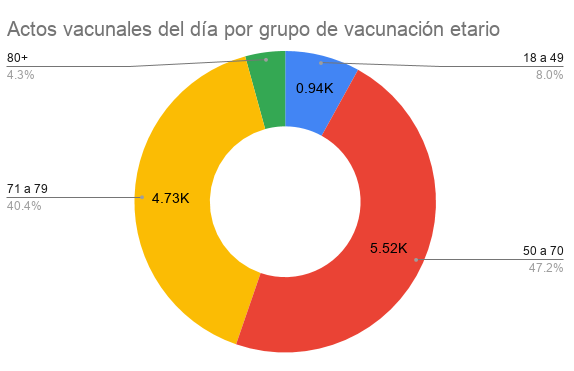 Actos vacunales del día por grupo de vacunación etario
80+
4.3%
18 a 49
8.0%
0.94K
71 a 79
40.4%
4.73K
5.52K
50 a 70
47.2%